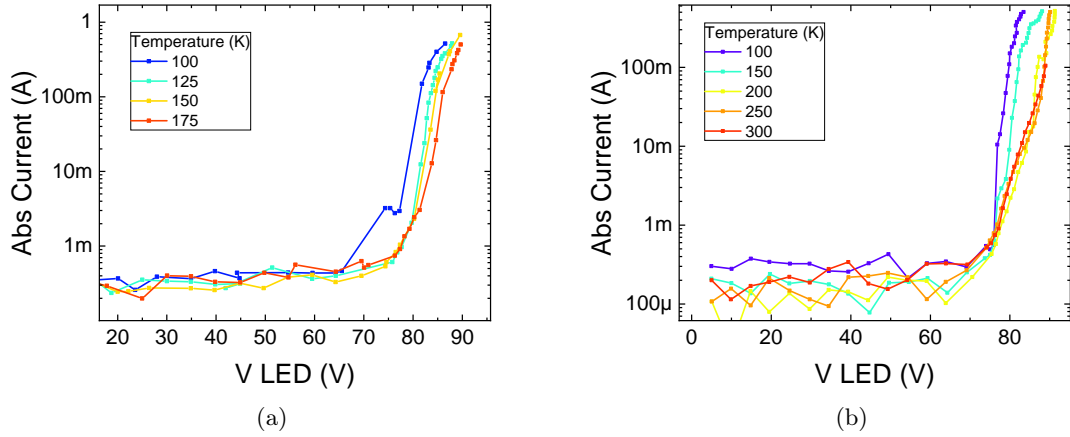 1
100m
10m
1m
Abs Current (A)
Temperature (K)
100
125
150
175
20 30 40 50 60 70 80 90
V LED (V)
(a)
100m
10m
1m
100µ
Abs Current (A)
Temperature (K)
100
150
200
250
300
0 20 40 60 80
V LED (V)
(b)